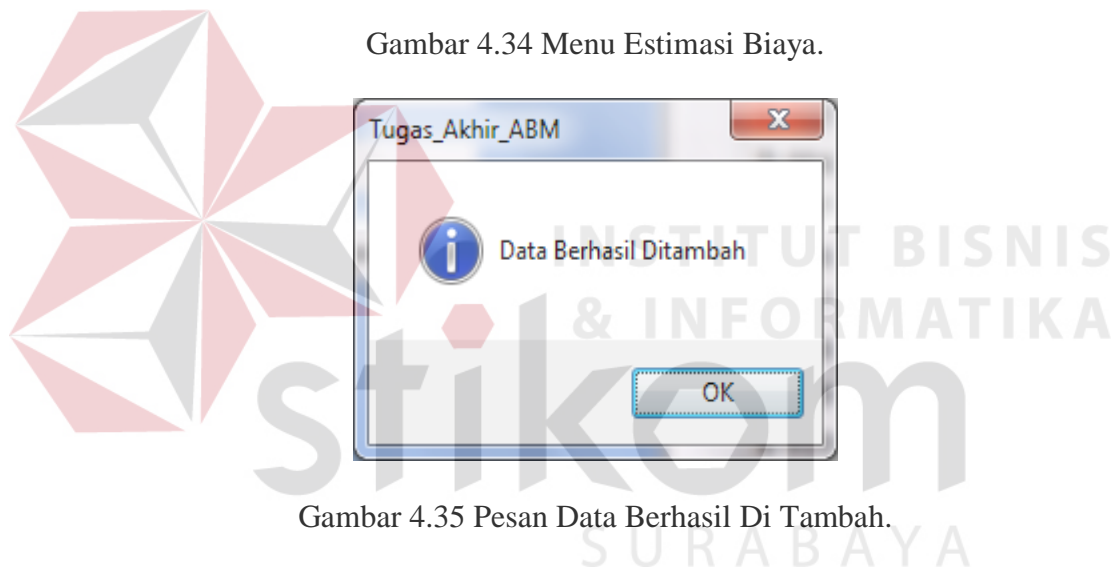 Gambar 4.34 Menu Estimasi Biaya.
Tugas_Akhir_ABM
Data Berhasil Ditambah
OK
Gambar 4.35 Pesan Data Berhasil Di Tambah.
INSTITUT BISNIS
& INFORMATIKA
stikom
SURABAYA